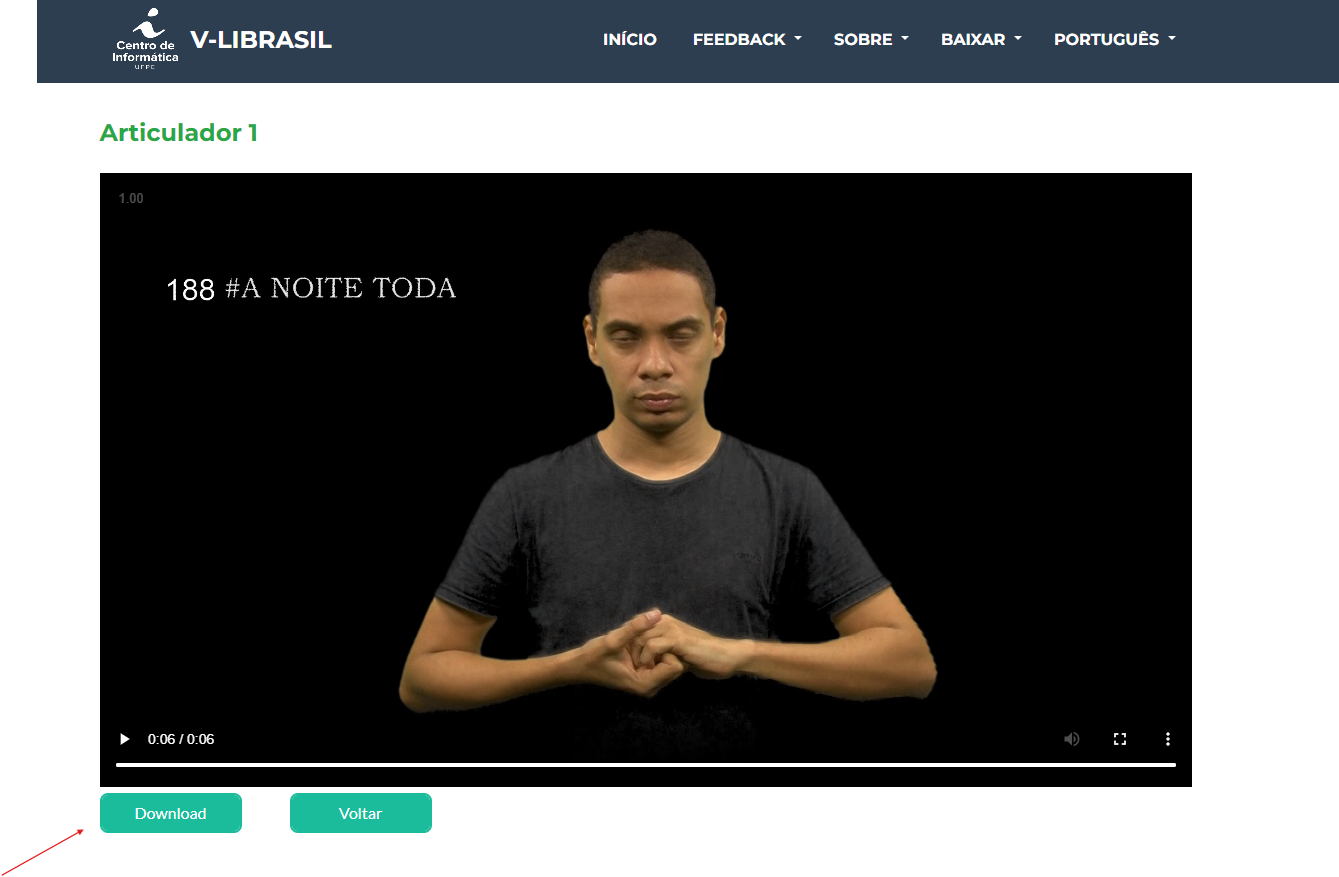 Centro de
Informática
UFPE
V-LIBRASIL
INÍCIO
FEEDBACK
SOBRE
BAIXAR
PORTUGUÊS
Articulador 1
1.00
188 #A NOITE TODA
0:06 / 0:06
Download
Voltar